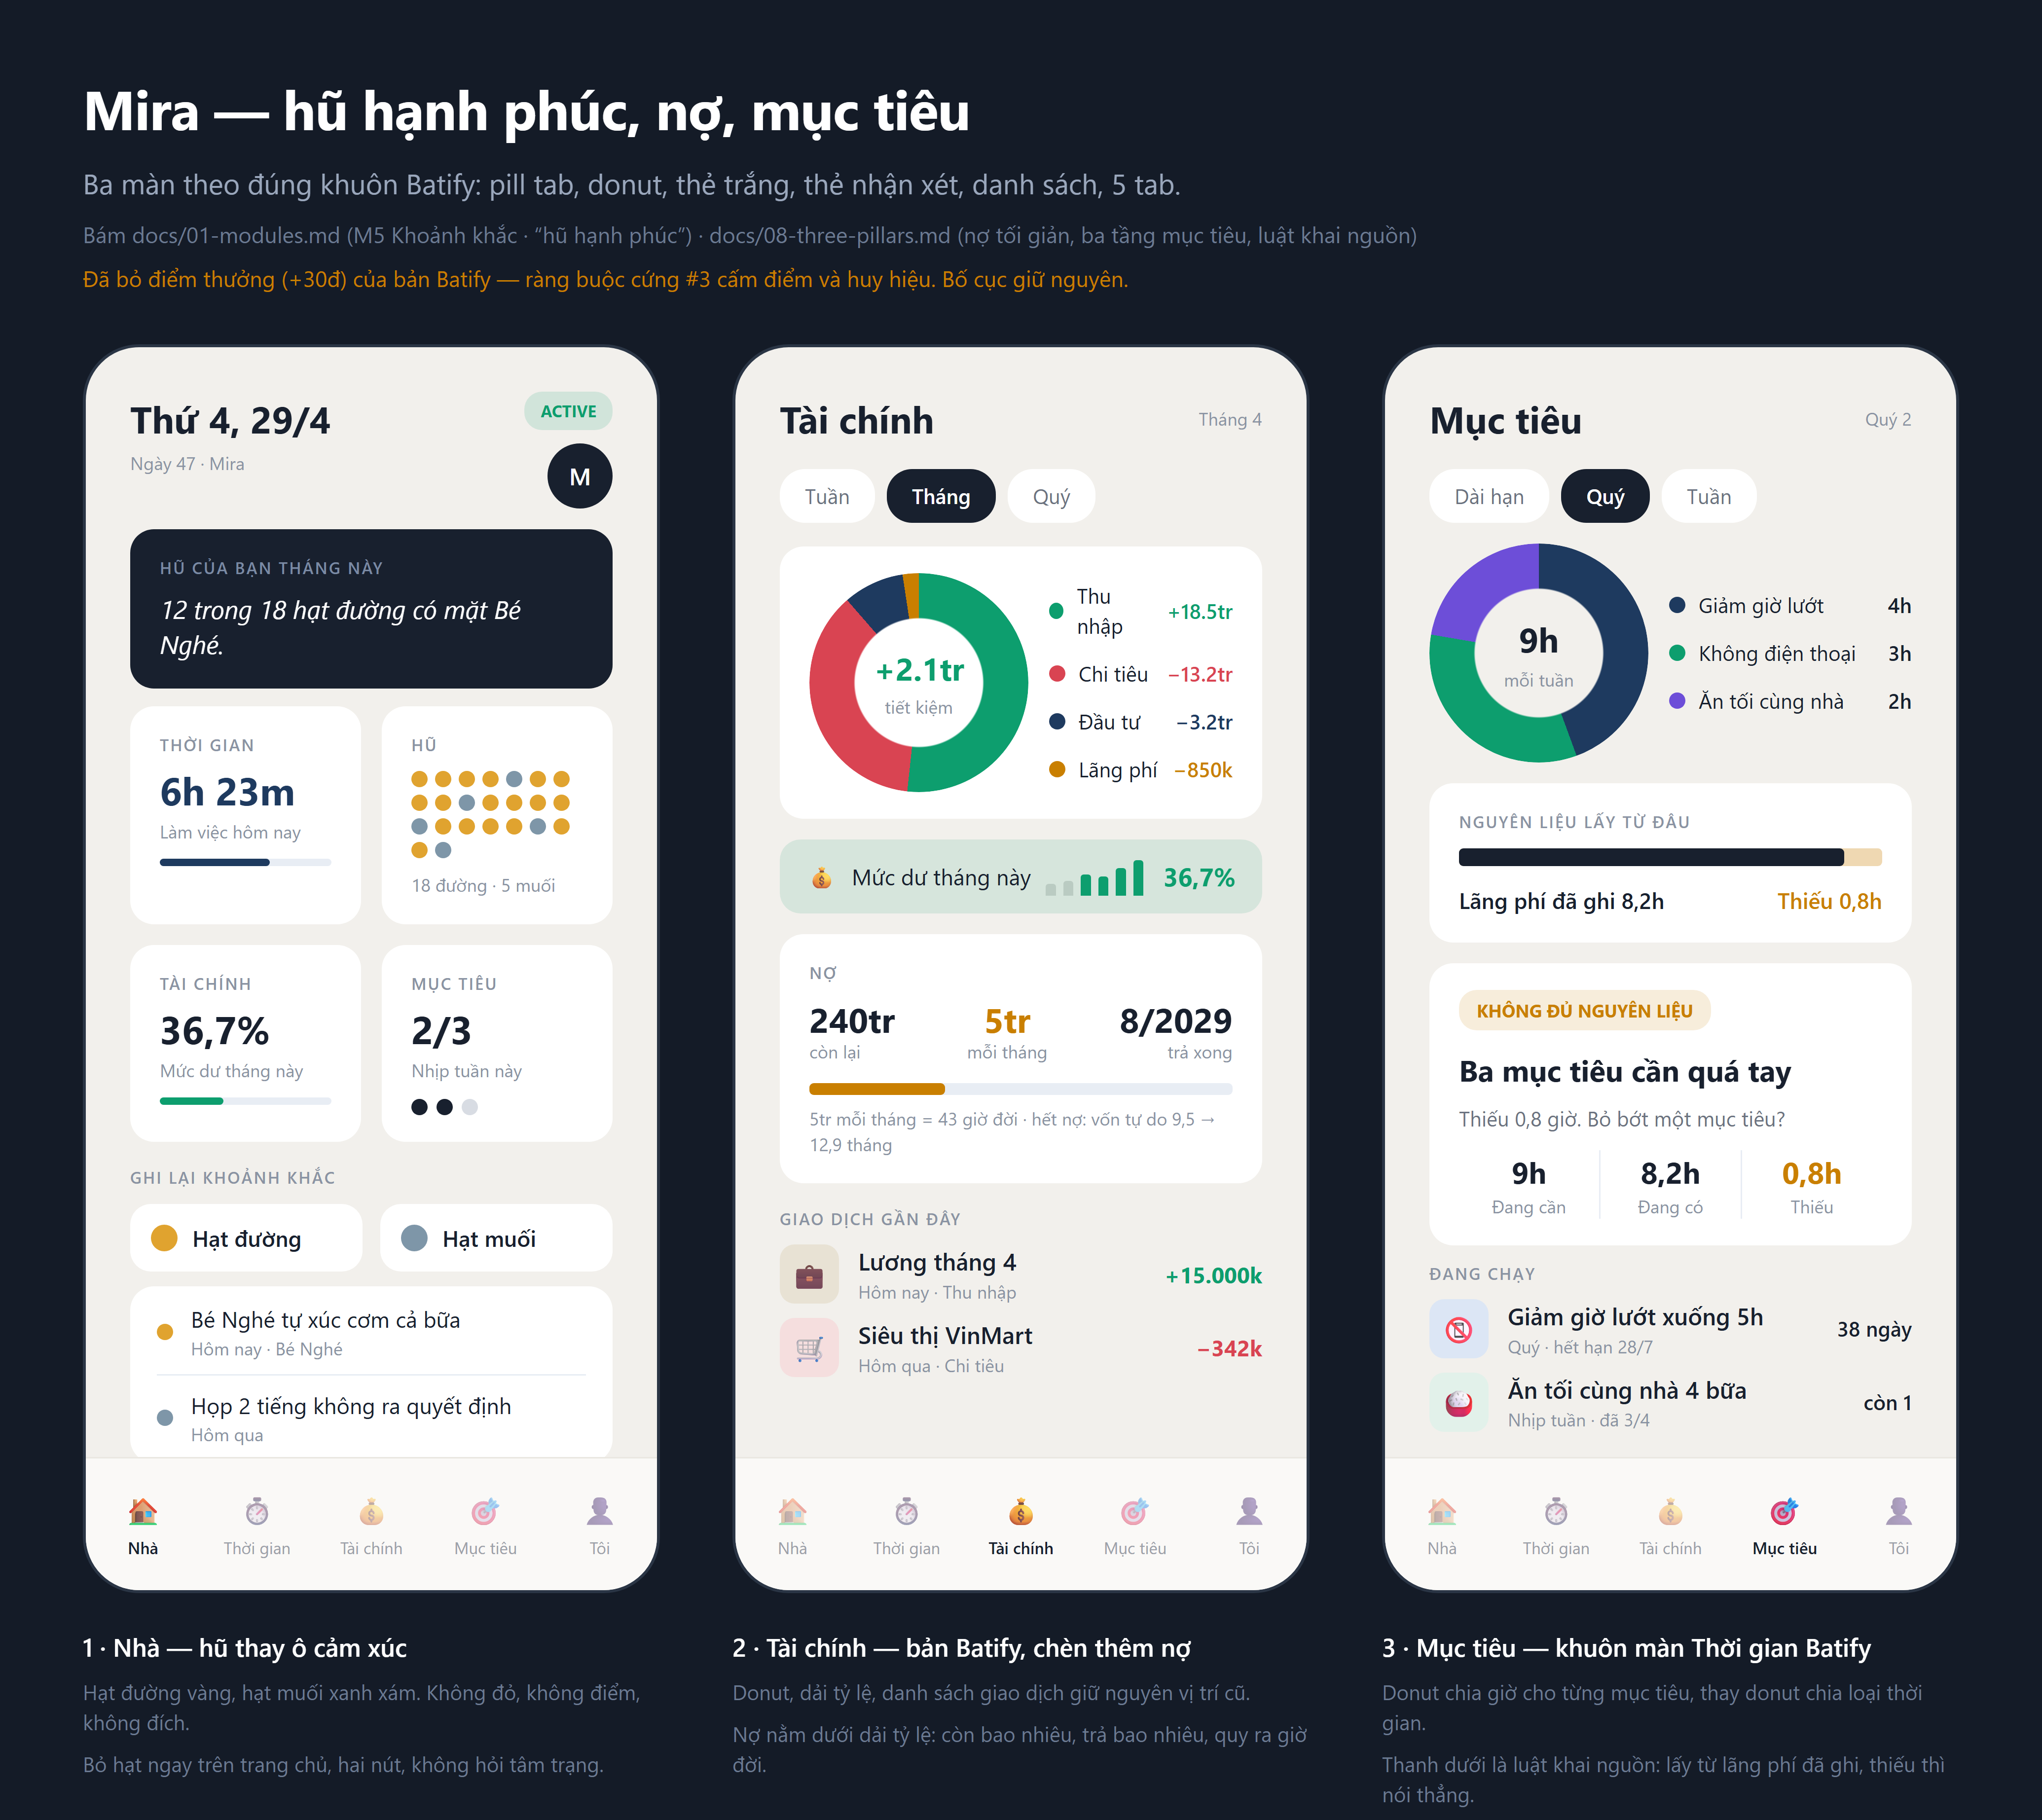 Mira — hũ hạnh phúc, nợ, mục tiêu
Ba màn theo đúng khuôn Batify: pill tab, donut, thẻ trắng, thẻ nhận xét, danh sách, 5 tab.
Bám docs/01-modules.md (M5 Khoảnh khắc · “hũ hạnh phúc”) · docs/08-three-pillars.md (nợ tối giản, ba tầng mục tiêu, luật khai nguồn)
Đã bỏ điểm thưởng (+30đ) của bản Batify — ràng buộc cứng #3 cấm điểm và huy hiệu. Bố cục giữ nguyên.
Thứ 4, 29/4
ACTIVE
Ngày 47 · Mira
M
HŨ CỦA BẠN THÁNG NÀY
12 trong 18 hạt đường có mặt Bé
Nghé.
THỜI GIAN
6h 23m
Làm việc hôm nay
HŨ
18 đường · 5 muối
TÀI CHÍNH
36,7%
Mức dư tháng này
MỤC TIÊU
2/3
Nhịp tuần này
GHI LẠI KHOẢNH KHẮC
Hạt đường
Hạt muối
Bé Nghé tự xúc cơm cả bữa
Hôm nay · Bé Nghé
Họp 2 tiếng không ra quyết định
Hôm qua
Nhà
Thời gian
Tài chính
Mục tiêu
Tôi
1 · Nhà — hũ thay ô cảm xúc
Hạt đường vàng, hạt muối xanh xám. Không đỏ, không điểm,
không đích.
Bỏ hạt ngay trên trang chủ, hai nút, không hỏi tâm trạng.
Tài chính
Tháng 4
Tuần
Tháng
Quý
+2.1tr
tiết kiệm
Thu
nhập
+18.5tr
Chi tiêu
−13.2tr
Đầu tư
−3.2tr
Lãng phí
−850k
Mức dư tháng này
36,7%
NỢ
240tr
còn lại
5tr
mỗi tháng
8/2029
trả xong
5tr mỗi tháng = 43 giờ đời · hết nợ: vốn tự do 9,5 →
12,9 tháng
GIAO DỊCH GẦN ĐÂY
Lương tháng 4
Hôm nay · Thu nhập
+15.000k
Siêu thị VinMart
Hôm qua · Chi tiêu
−342k
Nhà
Thời gian
Tài chính
Mục tiêu
Tôi
2 · Tài chính — bản Batify, chèn thêm nợ
Donut, dải tỷ lệ, danh sách giao dịch giữ nguyên vị trí cũ.
Nợ nằm dưới dải tỷ lệ: còn bao nhiêu, trả bao nhiêu, quy ra giờ
đời.
Mục tiêu
Quý 2
Dài hạn
Quý
Tuần
9h
mỗi tuần
Giảm giờ lướt
4h
Không điện thoại
3h
Ăn tối cùng nhà
2h
NGUYÊN LIỆU LẤY TỪ ĐÂU
Lãng phí đã ghi 8,2h
Thiếu 0,8h
KHÔNG ĐỦ NGUYÊN LIỆU
Ba mục tiêu cần quá tay
Thiếu 0,8 giờ. Bỏ bớt một mục tiêu?
9h
Đang cần
8,2h
Đang có
0,8h
Thiếu
ĐANG CHẠY
Giảm giờ lướt xuống 5h
Quý · hết hạn 28/7
38 ngày
Ăn tối cùng nhà 4 bữa
Nhịp tuần · đã 3/4
còn 1
Nhà
Thời gian
Tài chính
Mục tiêu
Tôi
3 · Mục tiêu — khuôn màn Thời gian Batify
Donut chia giờ cho từng mục tiêu, thay donut chia loại thời
gian.
Thanh dưới là luật khai nguồn: lấy từ lãng phí đã ghi, thiếu thì
nói thẳng.